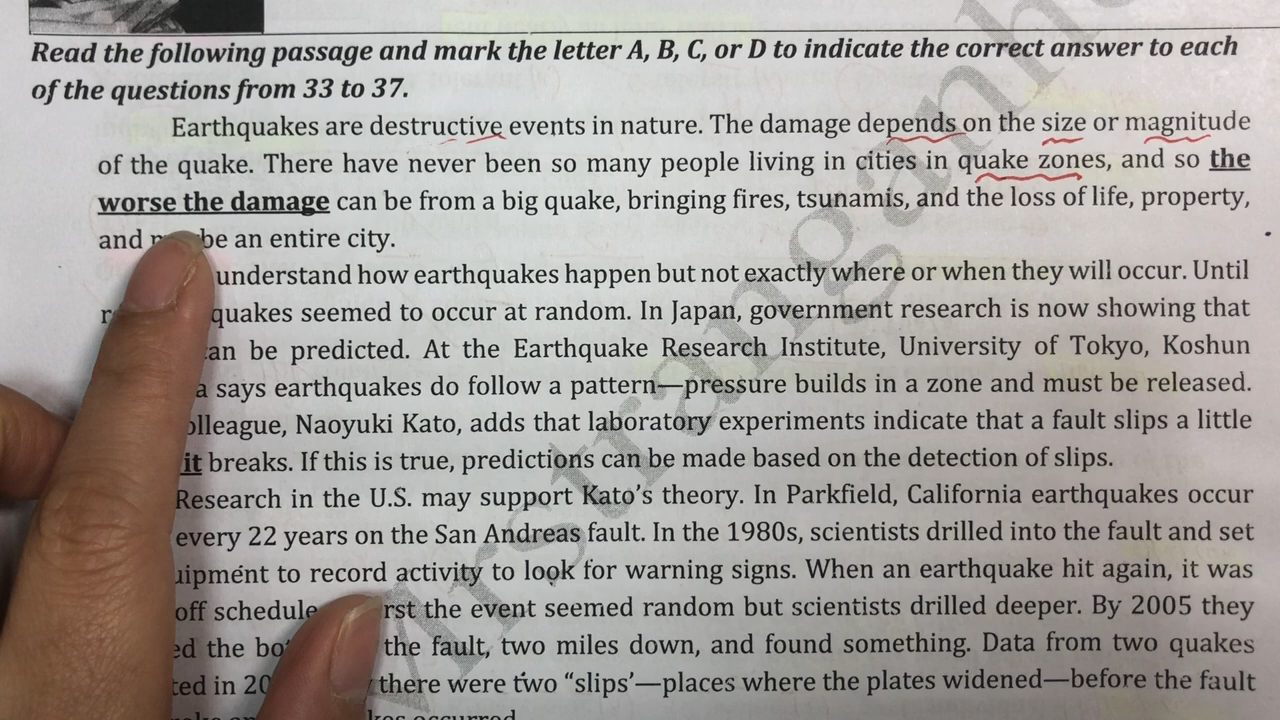 Read the following passage and mark the letter A, B, C, or D to indicate the correct answer to each
of the questions from 33 to 37.
Earthquakes are destructive events in nature. The damage depends on the size or magnitude
of the quake. There have never been so many people living in cities in quake zones, and so the
worse the damage can be from a big quake, bringing fires, tsunamis, and the loss of life, property,
and be an entire city.
understand how earthquakes happen but not exactly where or when they will occur. Until
quakes seemed to occur at random. In Japan, government research is now showing that
can be predicted. At the Earthquake Research Institute, University of Tokyo, Koshun
a says earthquakes do follow a pattern—pressure builds in a zone and must be released.
colleague, Naoyuki Kato, adds that laboratory experiments indicate that a fault slips a little
it breaks. If this is true, predictions can be made based on the detection of slips.
Research in the U.S. may support Kato's theory. In Parkfield, California earthquakes occur
every 22 years on the San Andreas fault. In the 1980s, scientists drilled into the fault and set
equipment to record activity to look for warning signs. When an earthquake hit again, it was
off schedule. the event seemed random but scientists drilled deeper. By 2005 they
the the fault, two miles down, and found something. Data from two quakes
in there were two "slips'—places where the plates widened—before the fault
occurred
Mrstranganh